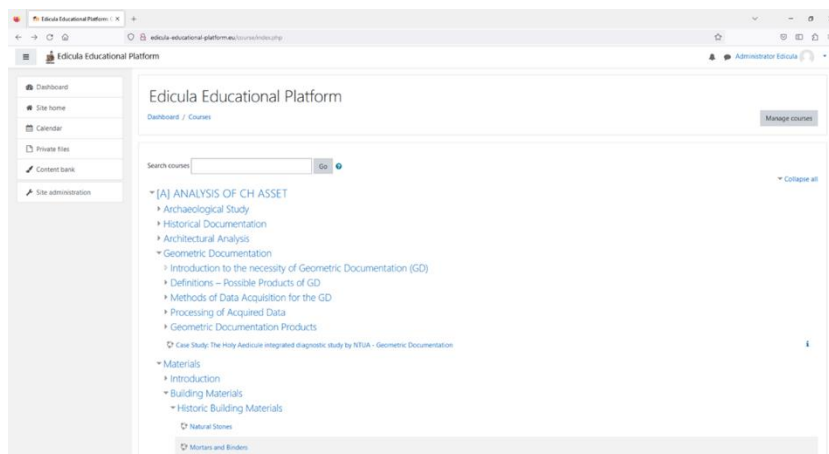 Edicula Educational Platform: C
edicula-educational-platform.eu/course/index.php
Edicula Educational Platform
Administrator Edicula
Dashboard
Site home
Calendar
Private files
Content bank
Site administration
Edicula Educational Platform
Dashboard / Courses
Manage courses
Search courses
Go
Collapse all
[A] ANALYSIS OF CH ASSET
Archaeological Study
Historical Documentation
Architectural Analysis
Geometric Documentation
Introduction to the necessity of Geometric Documentation (GD)
Definitions – Possible Products of GD
Methods of Data Acquisition for the GD
Processing of Acquired Data
Geometric Documentation Products
Case Study: The Holy Aedicule integrated diagnostic study by NTUA - Geometric Documentation
Materials
Introduction
Building Materials
Historic Building Materials
Natural Stones
Mortars and Binders